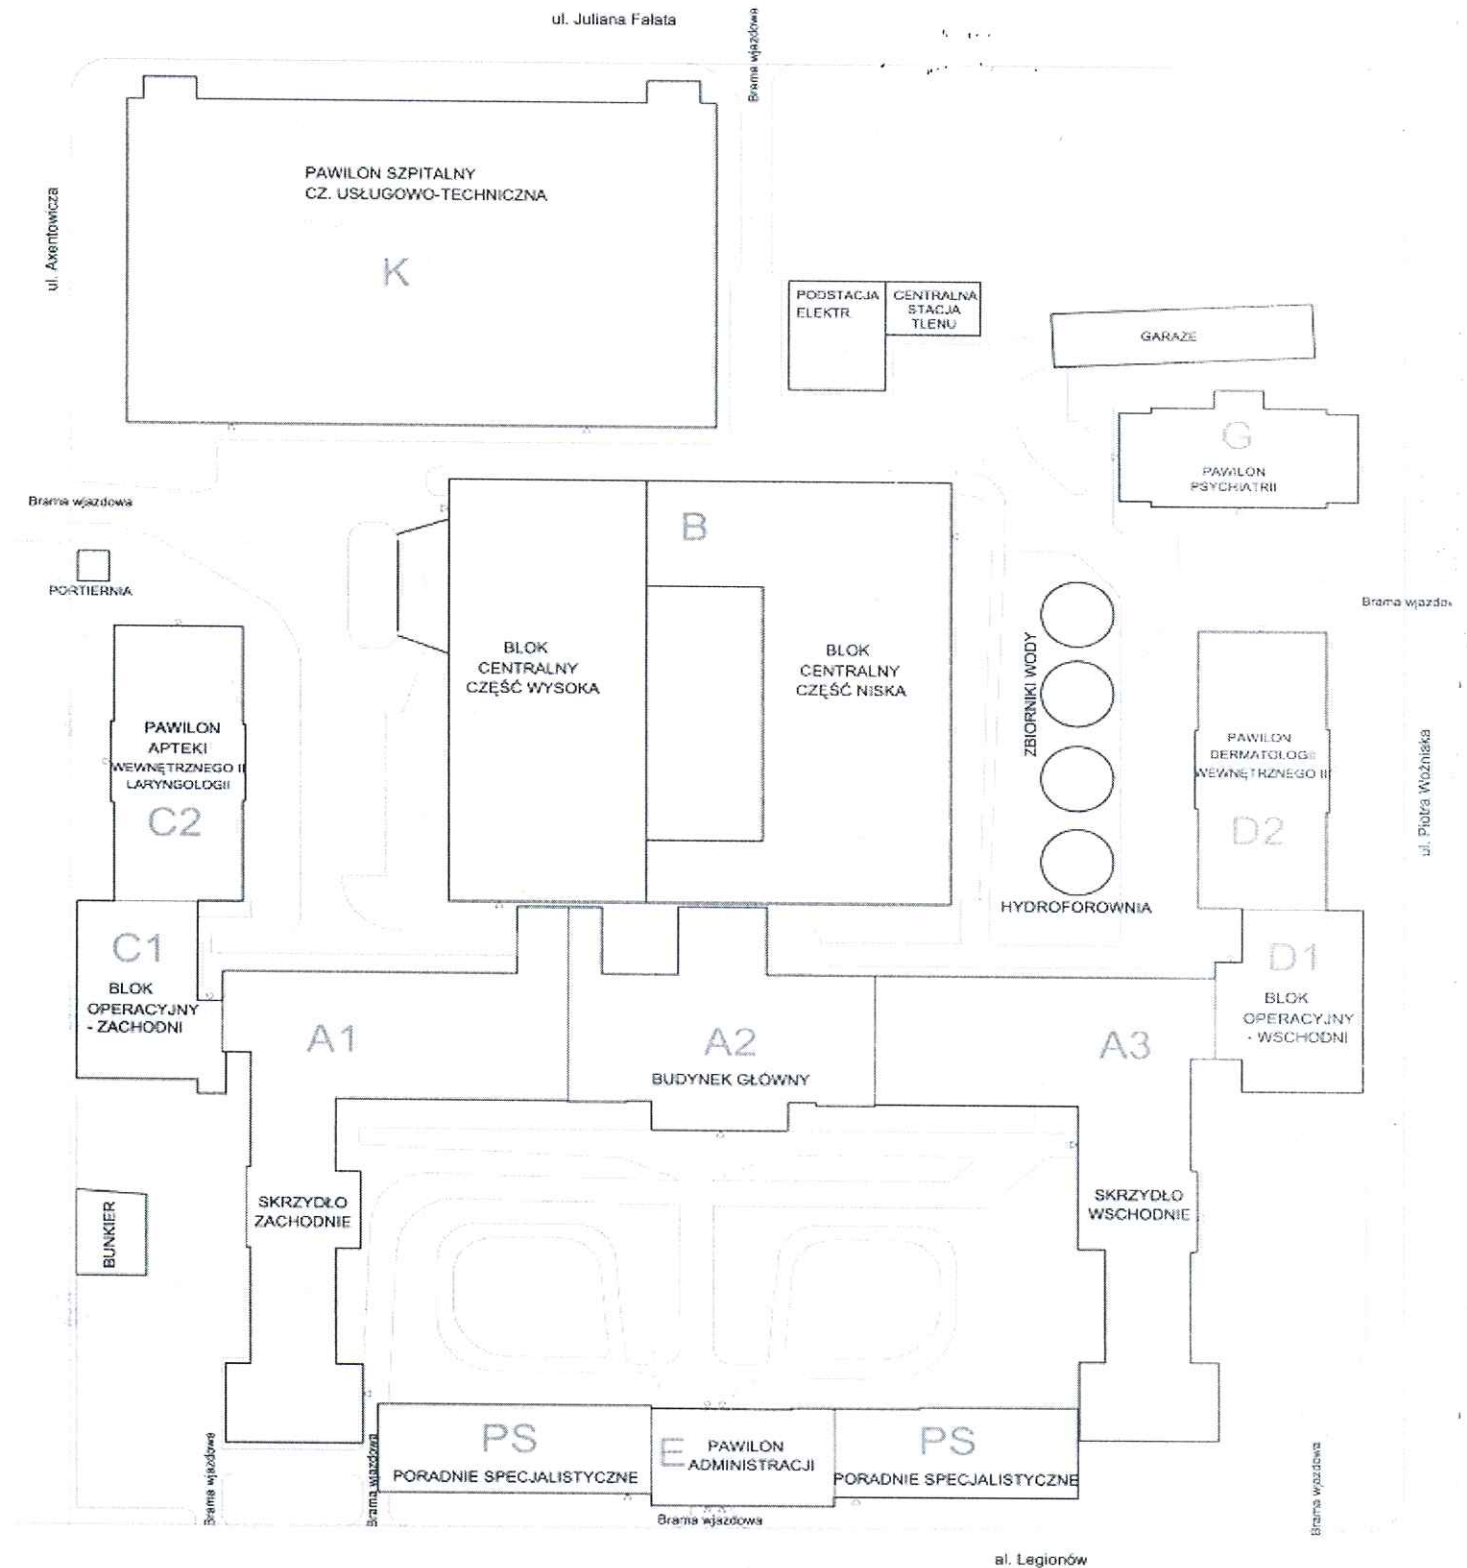 ul. Juliana Fałata
Brama wjazdowa
ul. Axentowicza
PAWILON SZPITALNY
CZ. USŁUGOWO-TECHNICZNA
K
PODSTACJA
ELEKTR.
CENTRALNA
STACJA
TLENU
GARAŻE
G
PAWILON
PSYCHIATRII
Brama wjazdowa
PORTIERNIA
B
BLOK
CENTRALNY
CZĘŚĆ WYSOKA
BLOK
CENTRALNY
CZĘŚĆ NISKA
ZBIORNIKI WODY
HYDROFOROWNIA
Brama wjazdow
ul. Piotra Woźniaka
PAWILON
APTEKI
WEWNĘTRZNEGO II
LARYNGOLOGII
C2
PAWILON
DERMATOLOGII
WEWNĘTRZNEGO II
D2
C1
BLOK
OPERACYJNY
- ZACHODNI
A1
A2
BUDYNEK GŁÓWNY
A3
D1
BLOK
OPERACYJNY
- WSCHODNI
BUNKIER
SKRZYDŁO
ZACHODNIE
SKRZYDŁO
WSCHODNIE
PS
PORADNIE SPECJALISTYCZNE
E
PAWILON
ADMINISTRACJI
PS
PORADNIE SPECJALISTYCZNE
Brama wjazdowa
Brama wjazdowa
Brama wjazdowa
Brama wjazdowa
al. Legionów